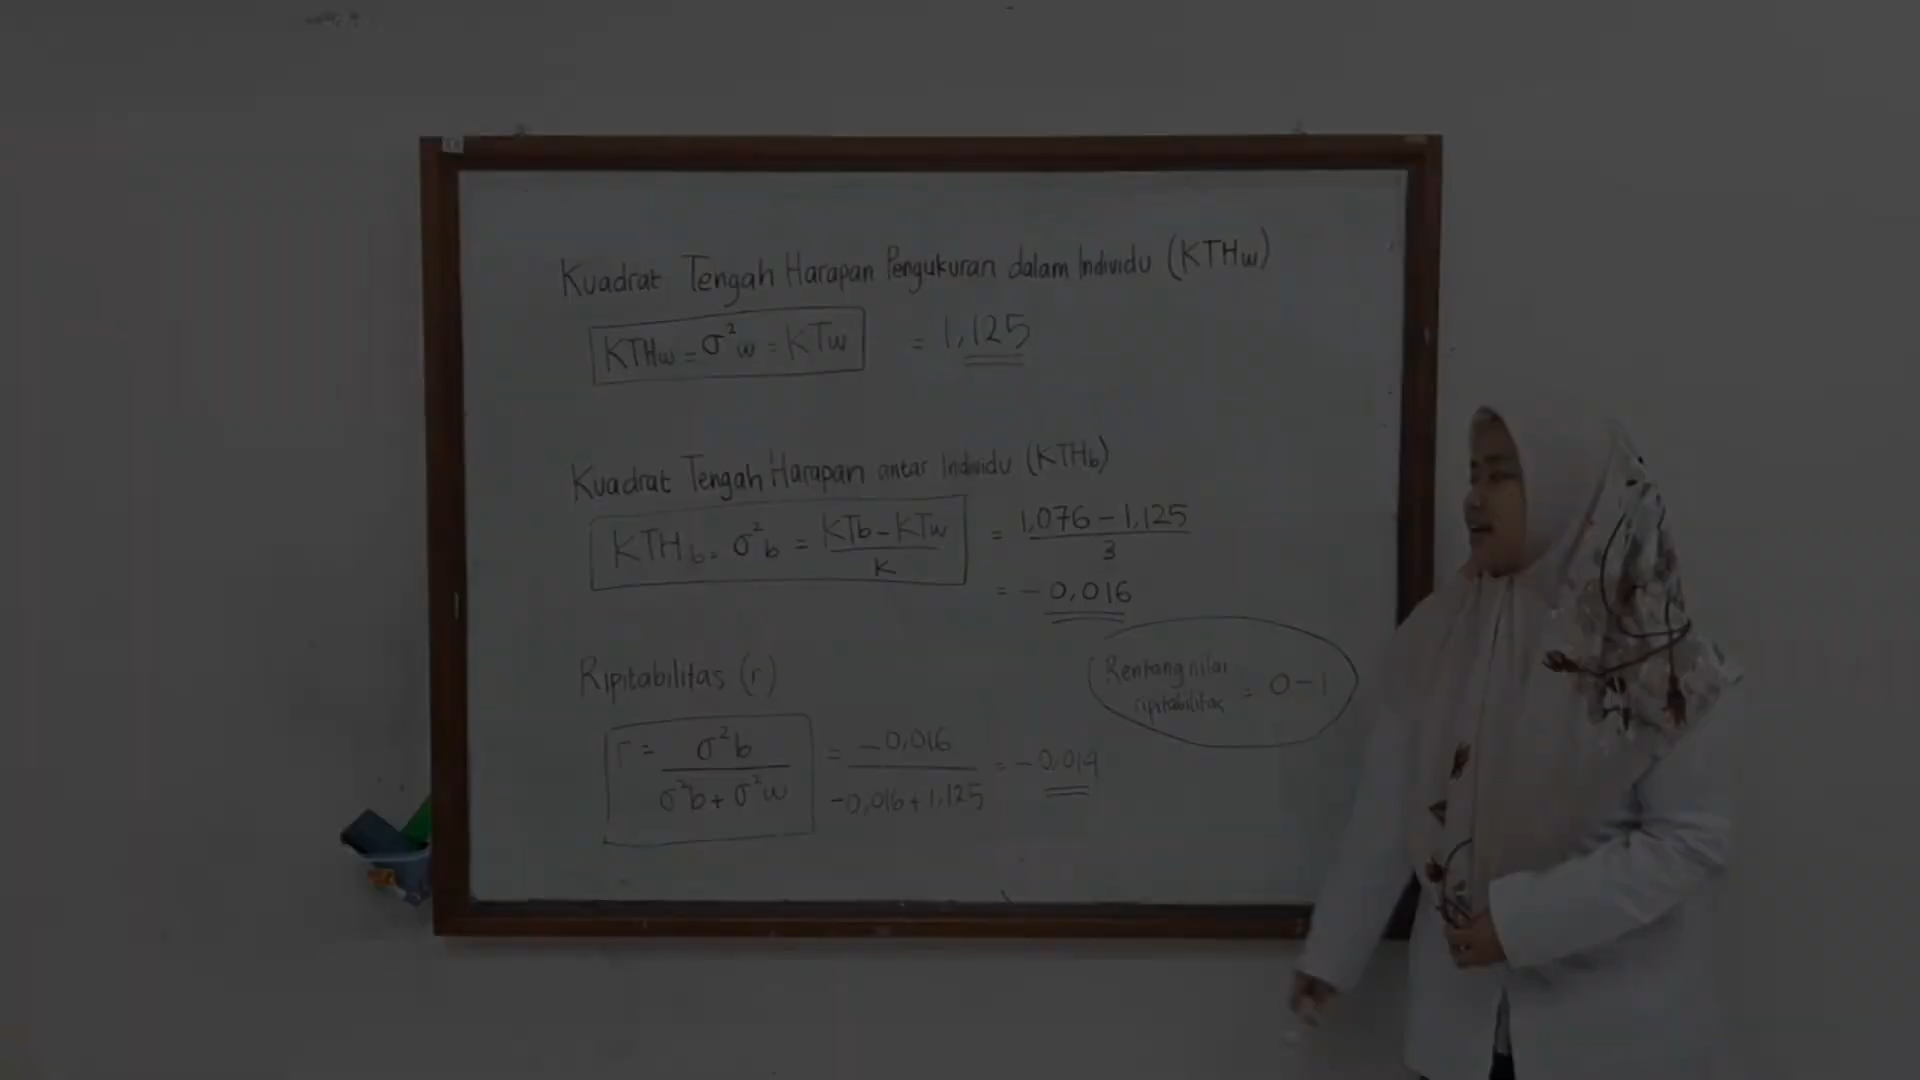 Kuadrat Tengah Harapan Pengukuran dalam Individu (KTHw)
KTHw = σ²w = KTw = 1,125
Kuadrat Tengah Harapan antar Individu (KTHb)
KTHb = σ²b = (KTb - KTw)/K = (1,076 - 1,125)/3
= - 0,016
Ripitabilitas (r)
Rentang nilai ripitabilitas = 0 - 1
r = σ²b/(σ²b + σ²w) = -0,016/(-0,016 + 1,125) = -0,014